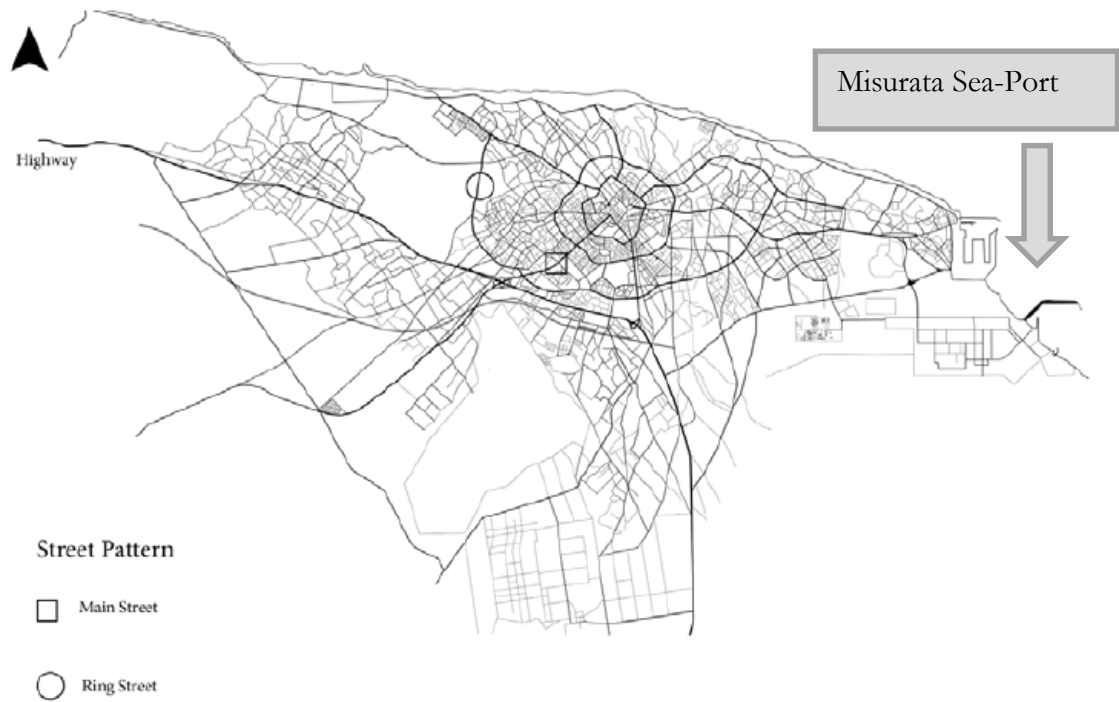 Misurata Sea-Port
Highway
Street Pattern
Main Street
Ring Street